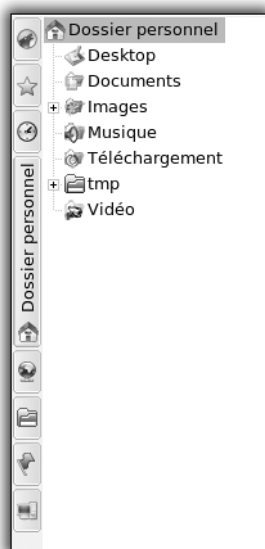 Dossier personnel
Desktop
Documents
Images
Musique
Téléchargement
tmp
Vidéo
Dossier personnel